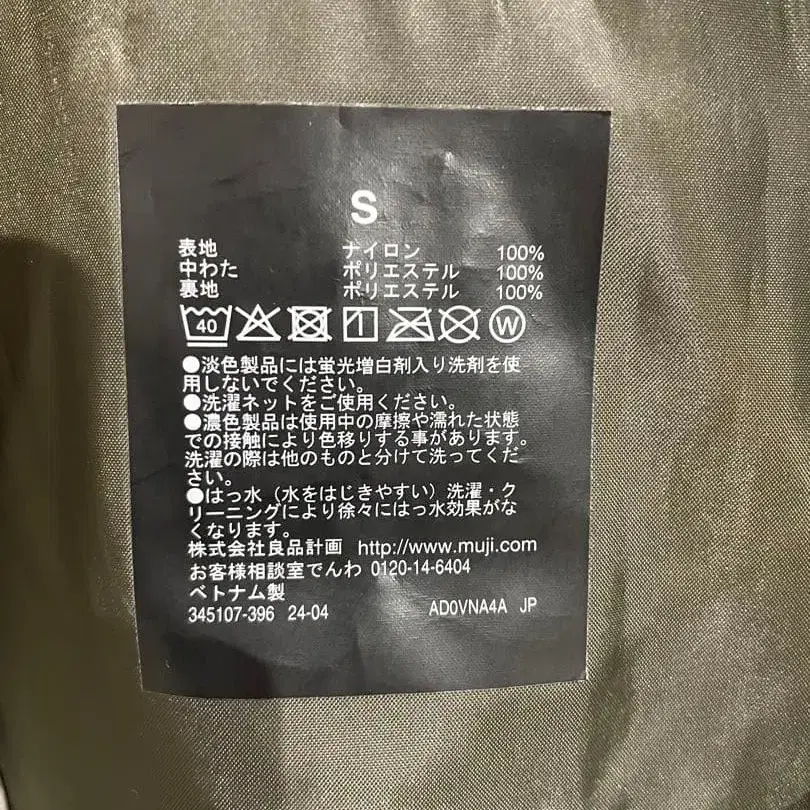 S
表地 ナイロン 100%
中わた ポリエステル 100%
裏地 ポリエステル 100%
40 W
●淡色製品には蛍光増白剤入り洗剤を使
用しないでください。
●洗濯ネットをご使用ください。
●濃色製品は使用中の摩擦や濡れた状態
での接触により色移りする事があります。
洗濯の際は他のものと分けて洗ってくだ
さい。
●はっ水（水をはじきやすい）洗濯・ク
リーニングにより徐々にはっ水効果がな
くなります。
株式会社良品計画 http://www.muji.com
お客様相談室でんわ 0120-14-6404
ベトナム製
345107-396 24-04 AD0VNA4A JP